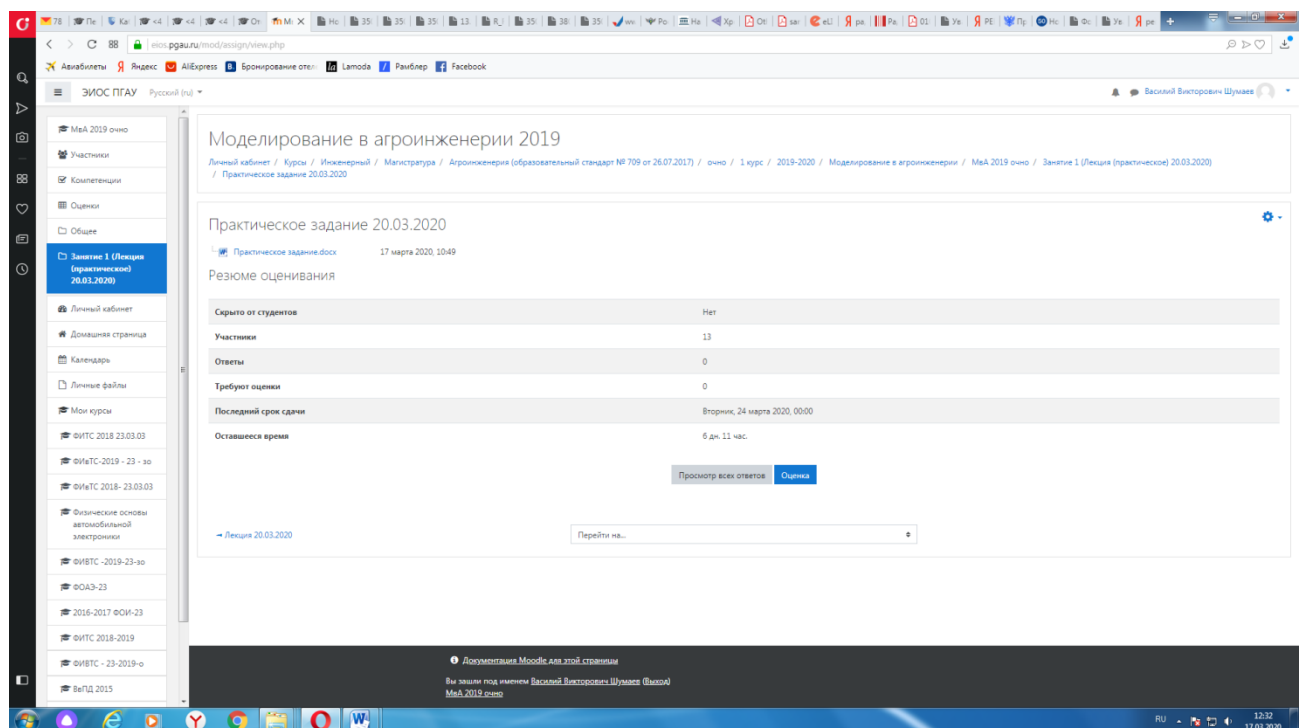 eios.pgau.ru/mod/assign/view.php
Авиабилеты Яндекс AliExpress Бронирование отел Lamoda Рамблер Facebook
ЭИОС ПГАУ Русский (ru)
Василий Викторович Шумаев
МвА 2019 очно
Участники
Компетенции
Оценки
Общее
Занятие 1 (Лекция
(практическое)
20.03.2020)
Личный кабинет
Домашняя страница
Календарь
Личные файлы
Мои курсы
ФИТС 2018 23.03.03
ФИвТС-2019 - 23 - зо
ФИвТС 2018- 23.03.03
Физические основы
автомобильной
электроники
ФИВТС -2019-23-зо
ФОАЭ-23
2016-2017 ФОИ-23
ФИТС 2018-2019
ФИВТС - 23-2019-о
ВвПД 2015
Моделирование в агроинженерии 2019
Личный кабинет / Курсы / Инженерный / Магистратура / Агроинженерия (образовательный стандарт № 709 от 26.07.2017) / очно / 1 курс / 2019-2020 / Моделирование в агроинженерии / МвА 2019 очно / Занятие 1 (Лекция (практическое) 20.03.2020)
/ Практическое задание 20.03.2020
Практическое задание 20.03.2020
Практическое задание.docx 17 марта 2020, 10:49
Резюме оценивания
Скрыто от студентов Нет
Участники 13
Ответы 0
Требуют оценки 0
Последний срок сдачи Вторник, 24 марта 2020, 00:00
Оставшееся время 6 дн. 11 час.
Просмотр всех ответов Оценка
Лекция 20.03.2020 Перейти на...
Документация Moodle для этой страницы
Вы зашли под именем Василий Викторович Шумаев (Выход)
МвА 2019 очно
RU 12:32
17.03.2020